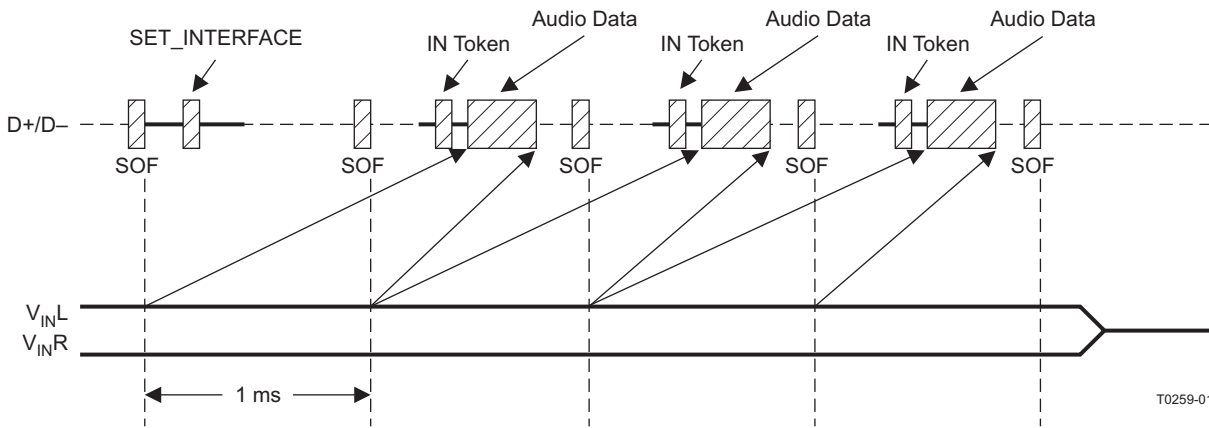 SET_INTERFACE
IN Token
Audio Data
IN Token
Audio Data
IN Token
Audio Data
D+/D–
SOF
SOF
SOF
SOF
SOF
VINL
VINR
1 ms
T0259-01